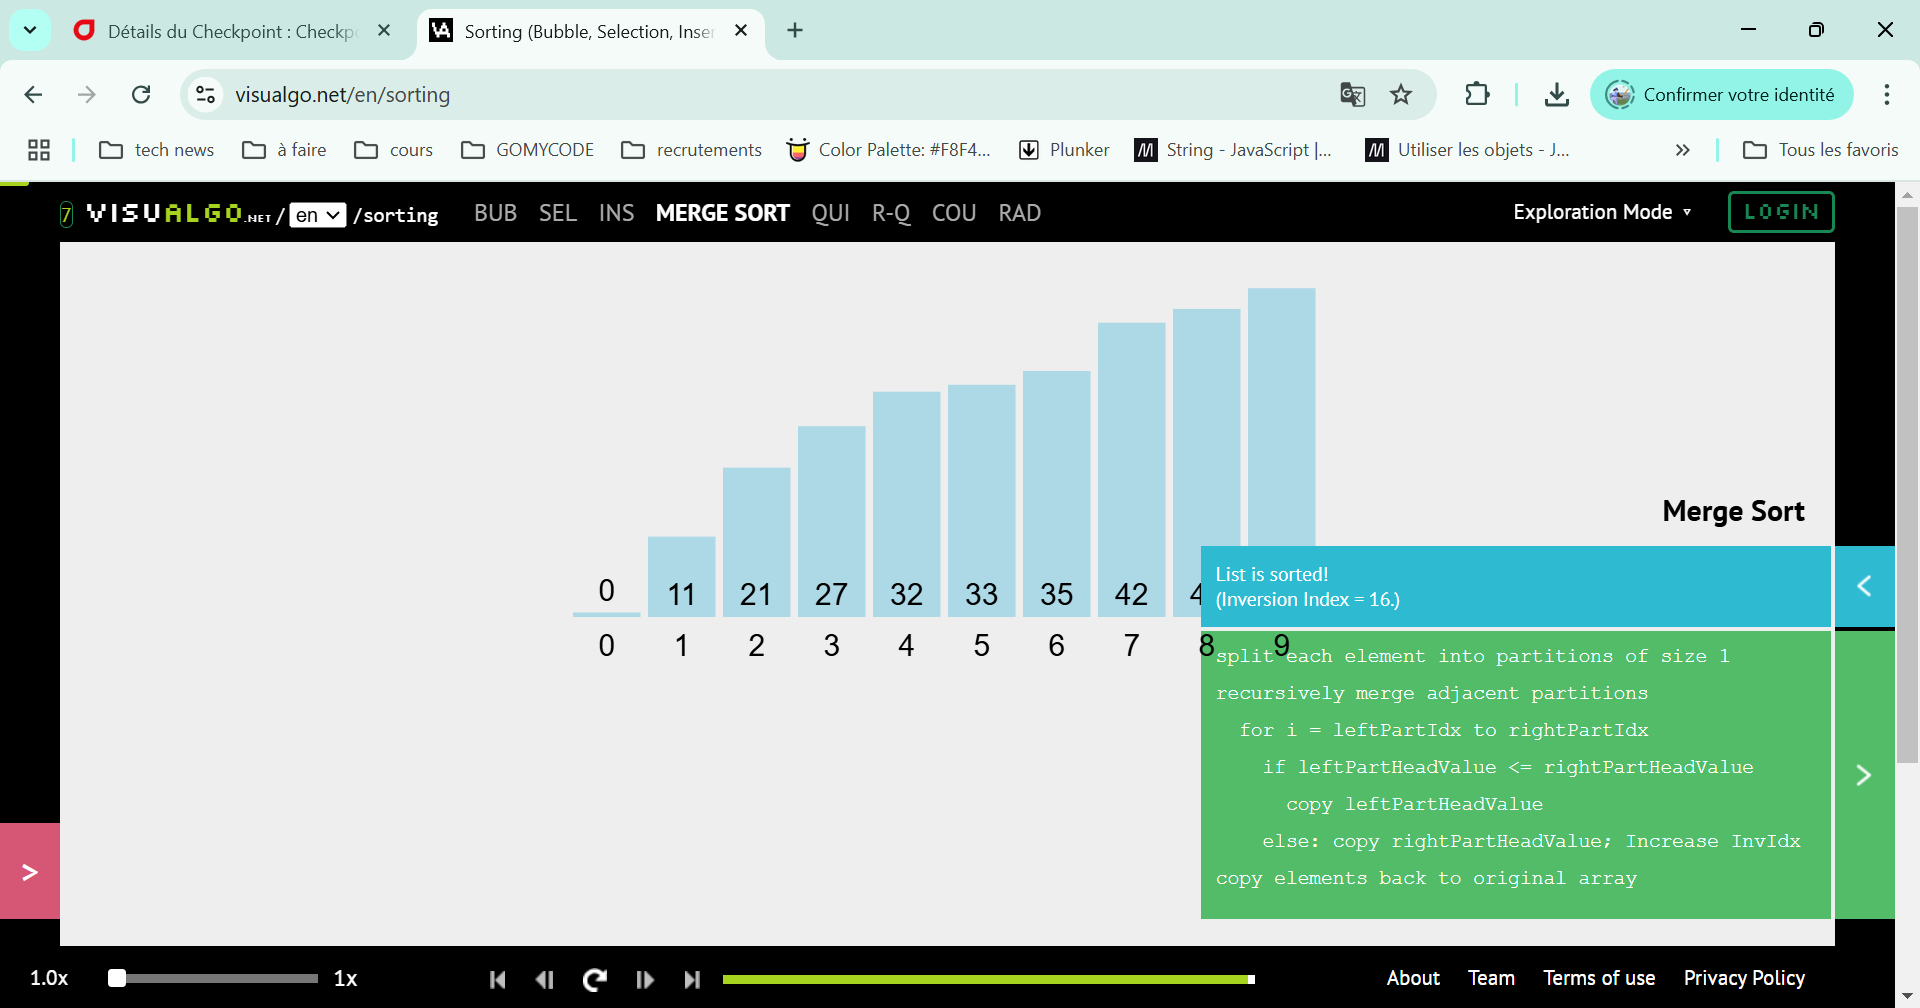 Détails du Checkpoint : Checkp
Sorting (Bubble, Selection, Inser
visualgo.net/en/sorting
Confirmer votre identité
tech news
à faire
cours
GOMYCODE
recrutements
Color Palette: #F8F4...
Plunker
String - JavaScript |...
Utiliser les objets - J...
Tous les favoris
7 VISUALGO.NET / en /sorting
BUB SEL INS MERGE SORT QUI R-Q COU RAD
Exploration Mode
LOGIN
0 11 21 27 32 33 35 42 4
0 1 2 3 4 5 6 7 8 9
Merge Sort
List is sorted!
(Inversion Index = 16.)
split each element into partitions of size 1
recursively merge adjacent partitions
for i = leftPartIdx to rightPartIdx
if leftPartHeadValue <= rightPartHeadValue
copy leftPartHeadValue
else: copy rightPartHeadValue; Increase InvIdx
copy elements back to original array
1.0x
1x
About Team Terms of use Privacy Policy